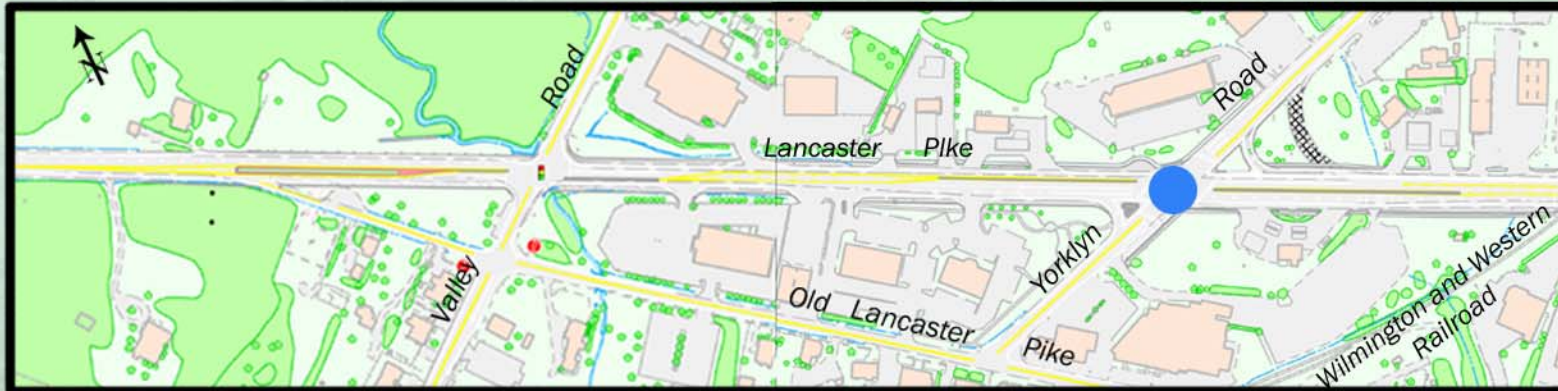 N
Road
Road
Lancaster PIke
Valley
Yorklyn
Old Lancaster
Pike
Wilmington and Western
Railroad